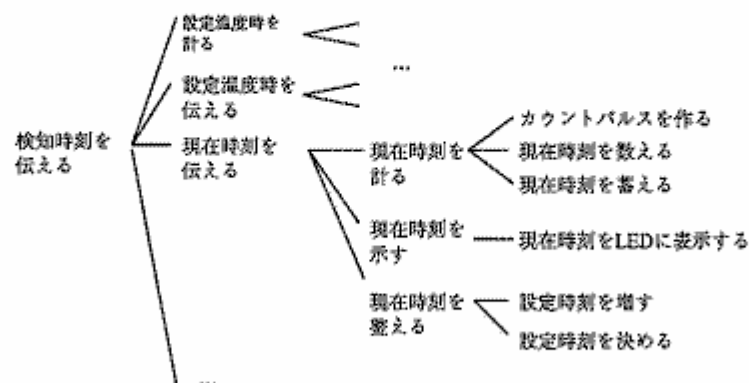 設定温度時を
計る
...
設定温度時を
伝える
検知時刻を
伝える
現在時刻を
伝える
現在時刻を
計る
カウントパルスを作る
現在時刻を数える
現在時刻を蓄える
現在時刻を
示す
現在時刻をLEDに表示する
現在時刻を
整える
設定時刻を増す
設定時刻を決める